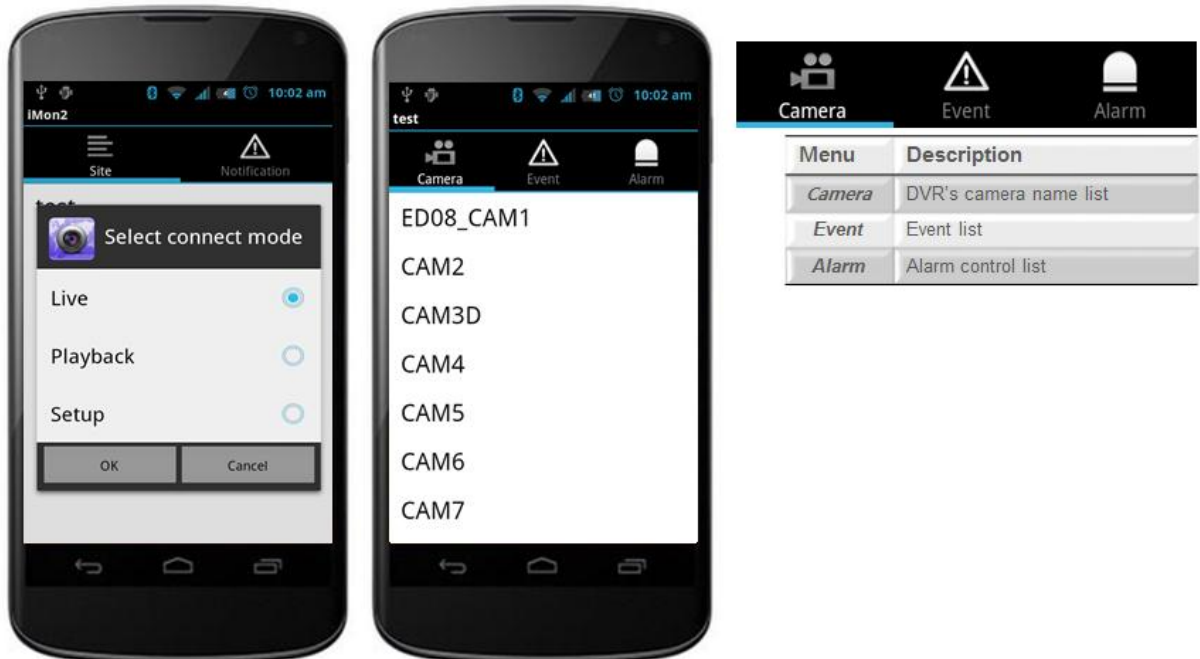 10:02 am
iMon2
Site Notification
test
Select connect mode
Live
Playback
Setup
OK Cancel
10:02 am
test
Camera Event Alarm
ED08_CAM1
CAM2
CAM3D
CAM4
CAM5
CAM6
CAM7
Camera Event Alarm
Menu Description
Camera DVR's camera name list
Event Event list
Alarm Alarm control list